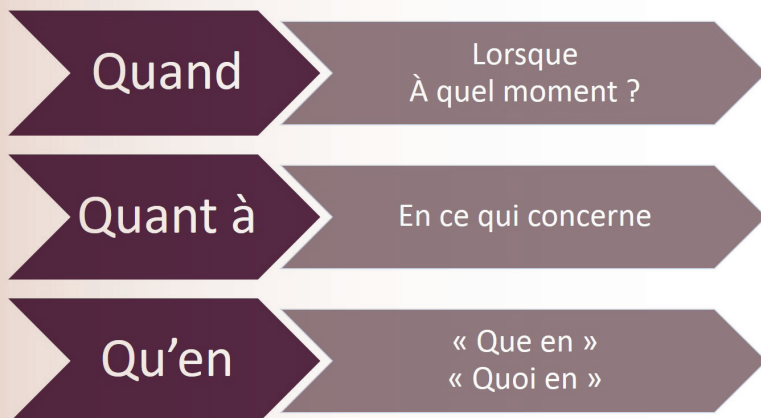 Quand
Lorsque
À quel moment ?
Quant à
En ce qui concerne
Qu’en
« Que en »
« Quoi en »